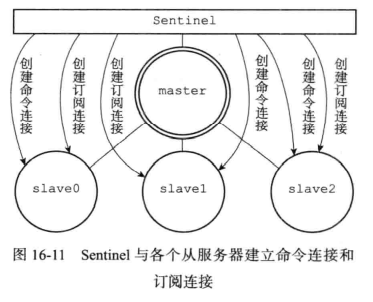 Sentinel
创建命令连接
创建订阅连接
创建订阅连接
master
创建命令连接
创建命令连接
创建订阅连接
slave0
slave1
slave2
图 16-11 Sentinel 与各个从服务器建立命令连接和
订阅连接